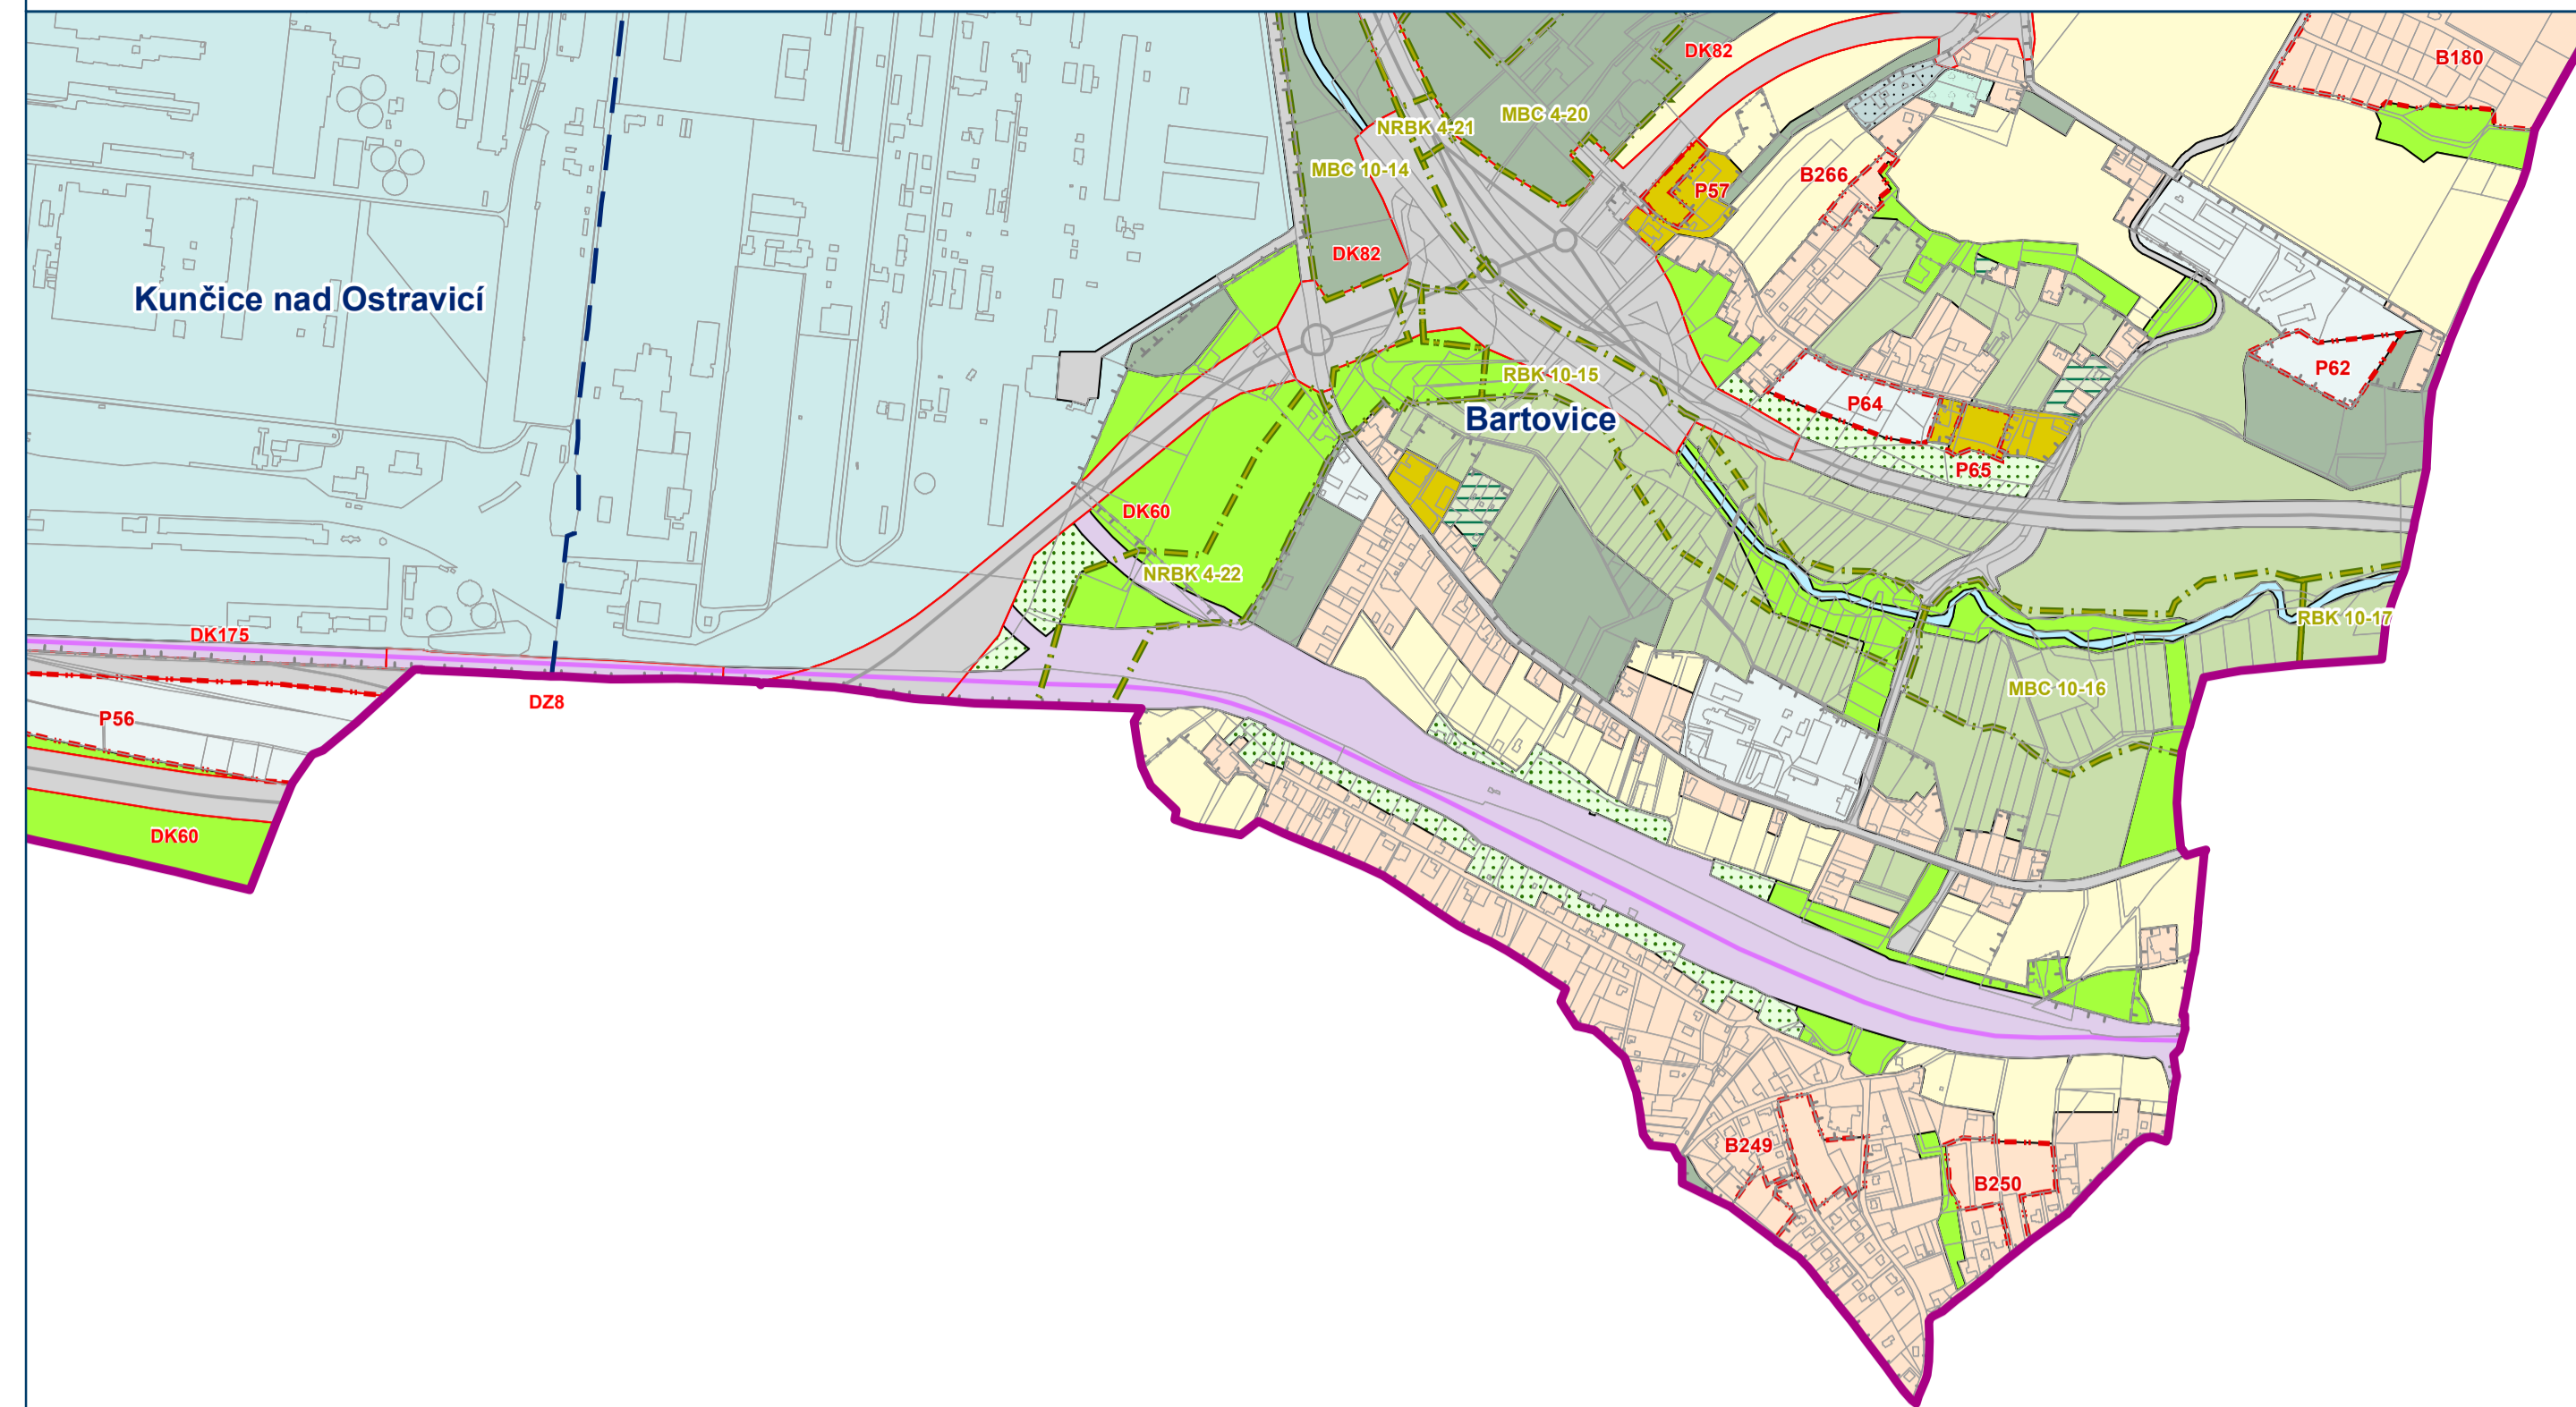 DK82
B180
MBC 4-20
NRBK 4-21
MBC 10-14
B266
P57
DK82
Kunčice nad Ostravicí
P62
RBK 10-15
P64
Bartovice
P65
DK60
NRBK 4-22
RBK 10-17
DK175
MBC 10-16
DZ8
P56
DK60
B249
B250